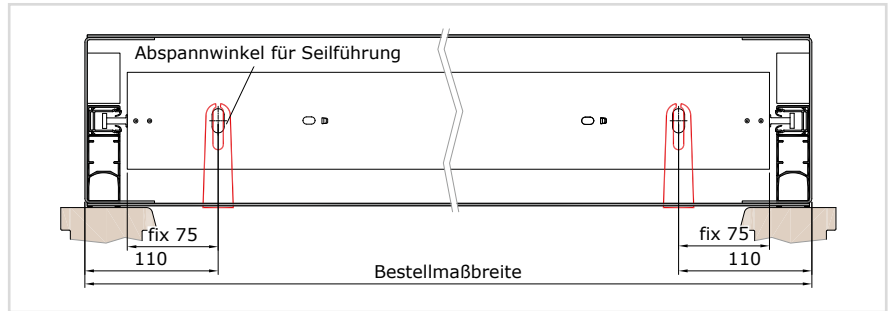 Abspannwinkel für Seilführung
fix 75
fix 75
110
Bestellmaßbreite
110